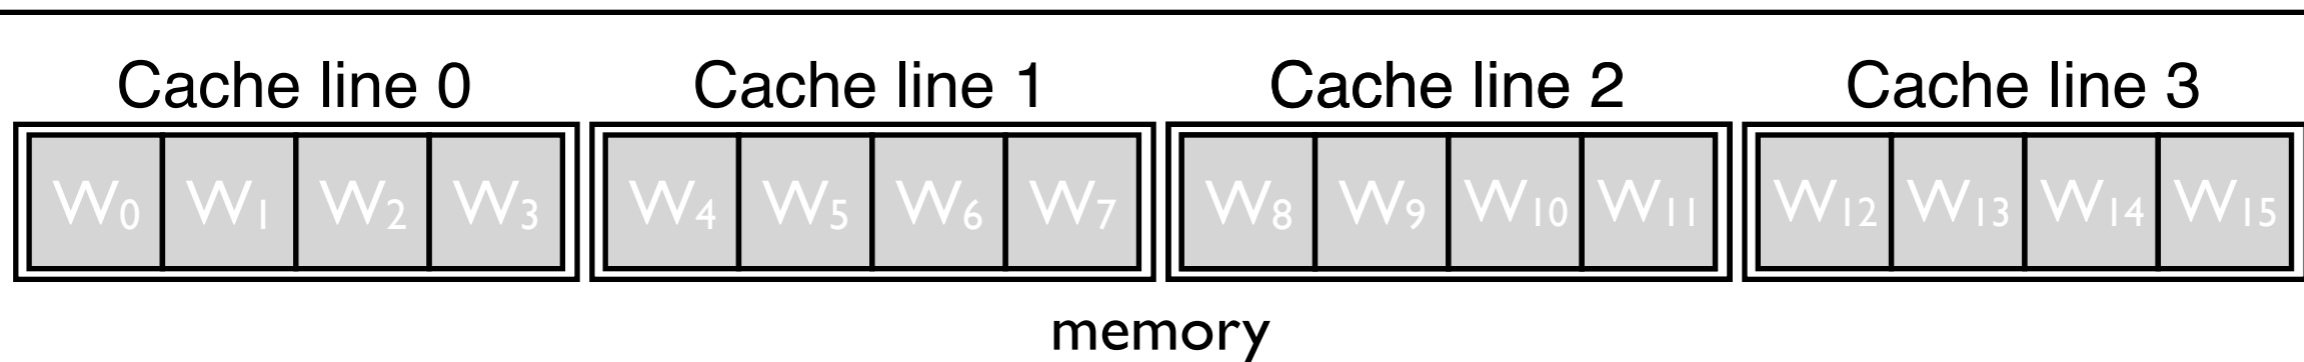 Cache line 0 Cache line 1 Cache line 2 Cache line 3
W0 W1 W2 W3 W4 W5 W6 W7 W8 W9 W10 W11 W12 W13 W14 W15
memory